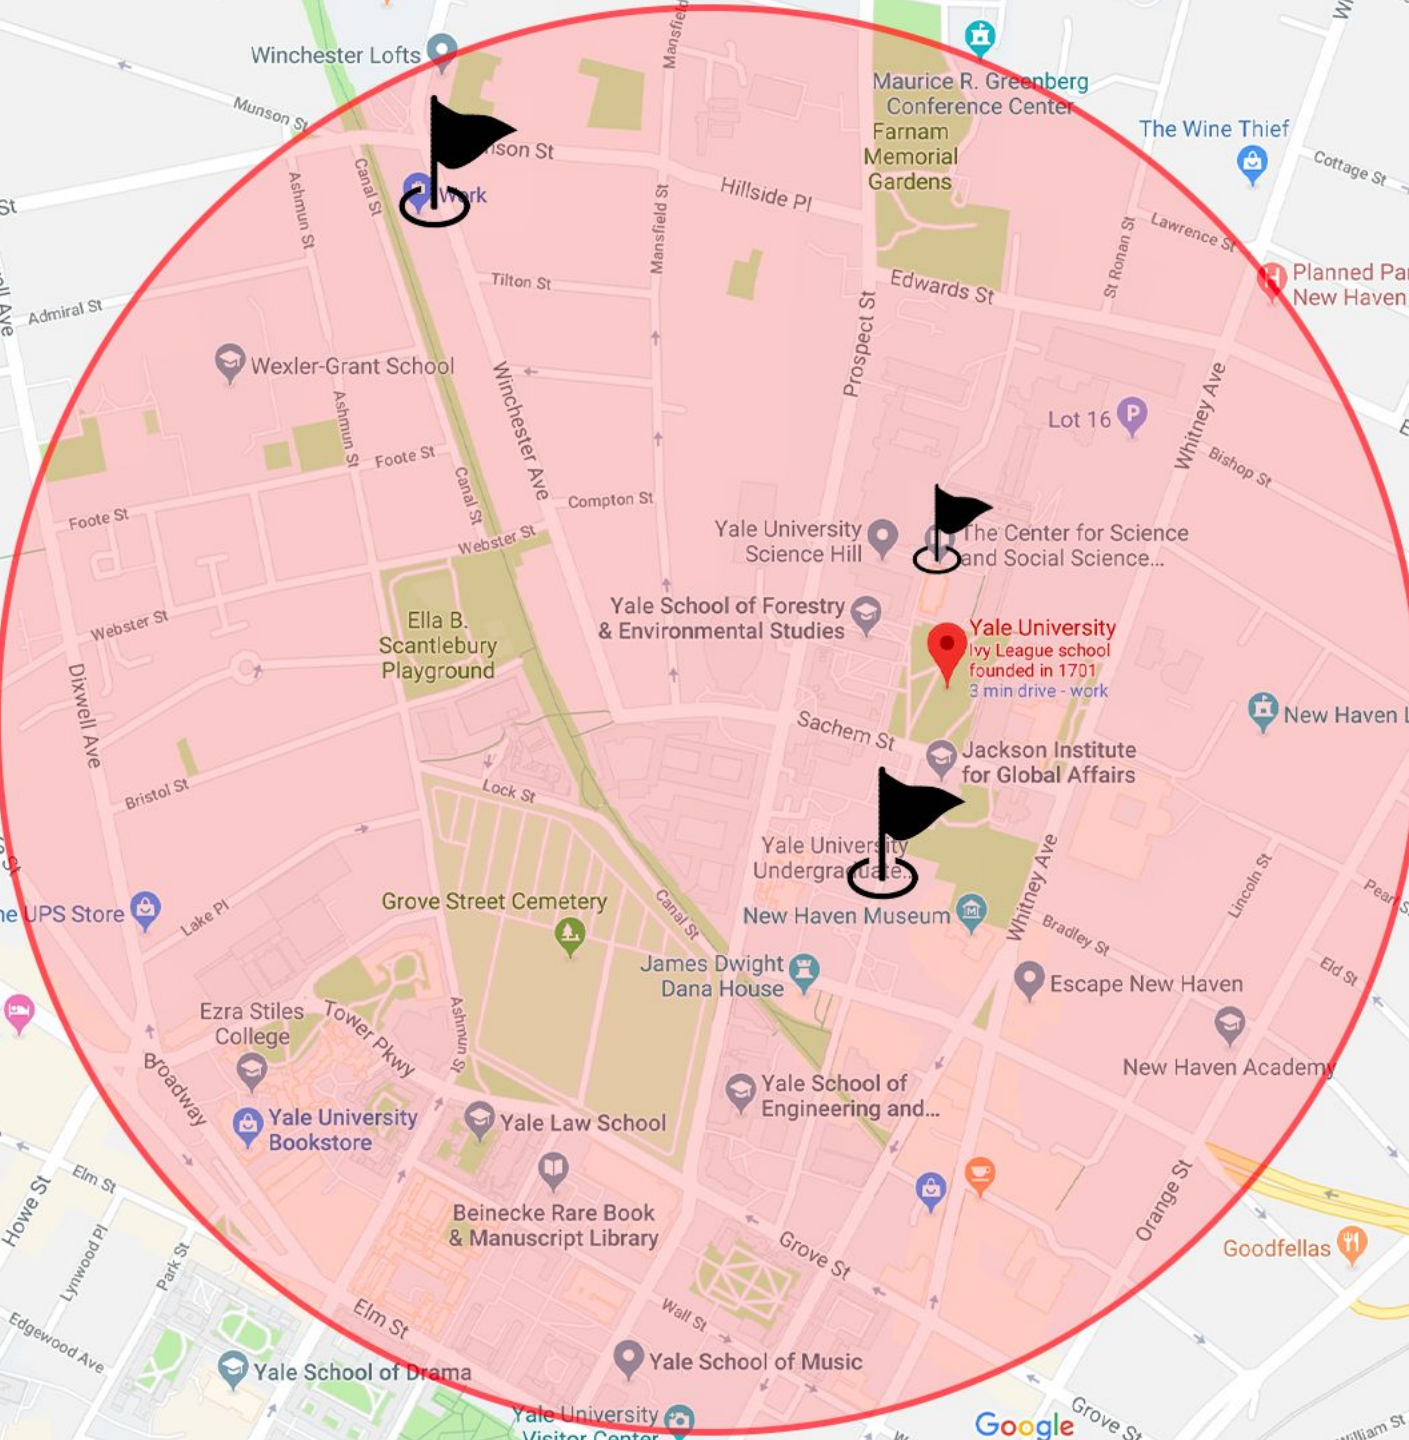 Mansfield
Winchester Lofts
Maurice R. Greenberg
Conference Center
Munson St
The Wine Thief
Farnam
Memorial
Gardens
nson St
Cottage St
Canal St
Ashmun St
Work
Hillside Pl
Mansfield St
St
Lawrence St
St Ronan St
Planned Par
New Haven
Tilton St
Edwards St
Admiral St
Prospect St
Wexler-Grant School
Winchester Ave
Whitney Ave
Lot 16
Ashmun St
Foote St
Bishop St
Canal St
Compton St
Foote St
Yale University
Science Hill
The Center for Science
and Social Science...
Webster St
Yale School of Forestry
& Environmental Studies
Ella B.
Scantlebury
Playground
Webster St
Yale University
Ivy League school
founded in 1701
3 min drive - work
Dixwell Ave
New Haven L
Sachem St
Jackson Institute
for Global Affairs
Bristol St
Lock St
Yale University
Undergraduate...
Whitney Ave
Lincoln St
Pearl S
Grove Street Cemetery
Canal St
ne UPS Store
Lake Pl
New Haven Museum
Bradley St
James Dwight
Dana House
Eld St
Escape New Haven
Ezra Stiles
College
Tower Pkwy
Ashmun St
New Haven Academy
Broadway
Yale School of
Engineering and...
Yale University
Bookstore
Yale Law School
Elm St
Howe St
Orange St
Beinecke Rare Book
& Manuscript Library
Lynwood Pl
Park St
Grove St
Goodfellas
Elm St
Wall St
Edgewood Ave
Yale School of Music
Yale School of Drama
Yale University
Visitor Center
Google
Grove St
William St